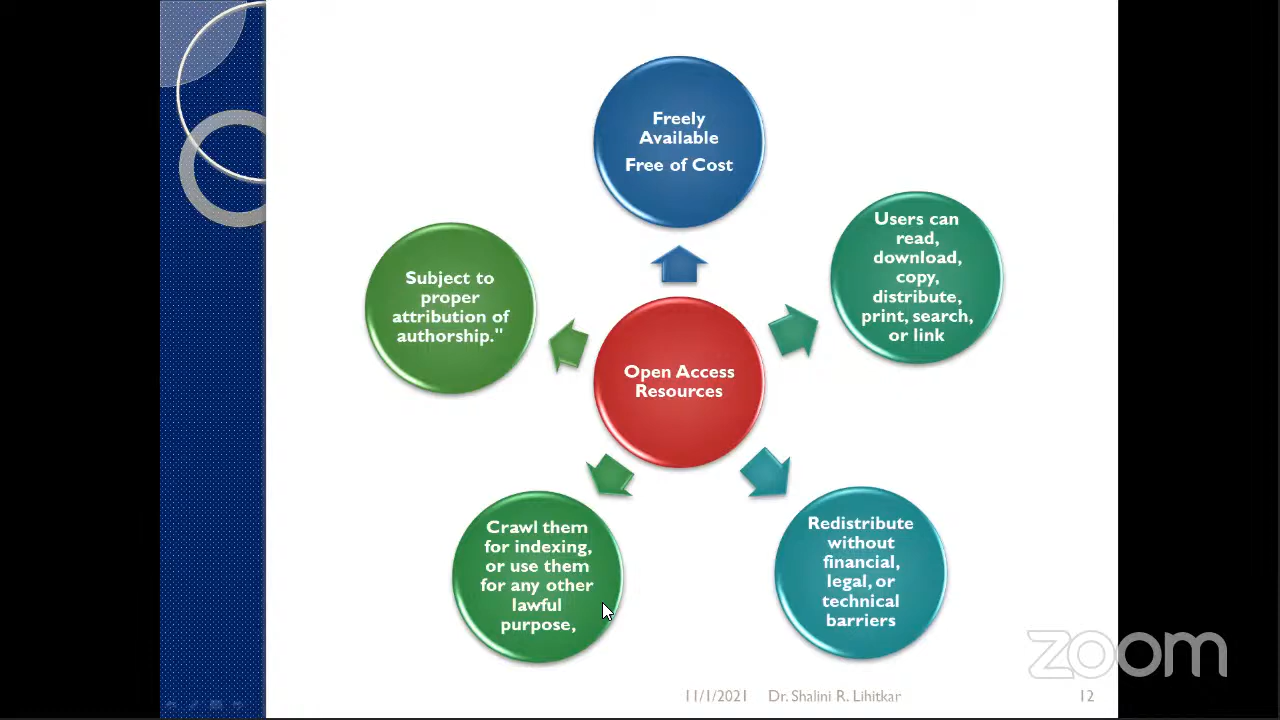 Freely
Available
Free of Cost
Users can
read,
download,
copy,
distribute,
print, search,
or link
Subject to
proper
attribution of
authorship."
Open Access
Resources
Crawl them
for indexing,
or use them
for any other
lawful
purpose,
Redistribute
without
financial,
legal, or
technical
barriers
zoom
11/1/2021 Dr. Shalini R. Lihitkar 12